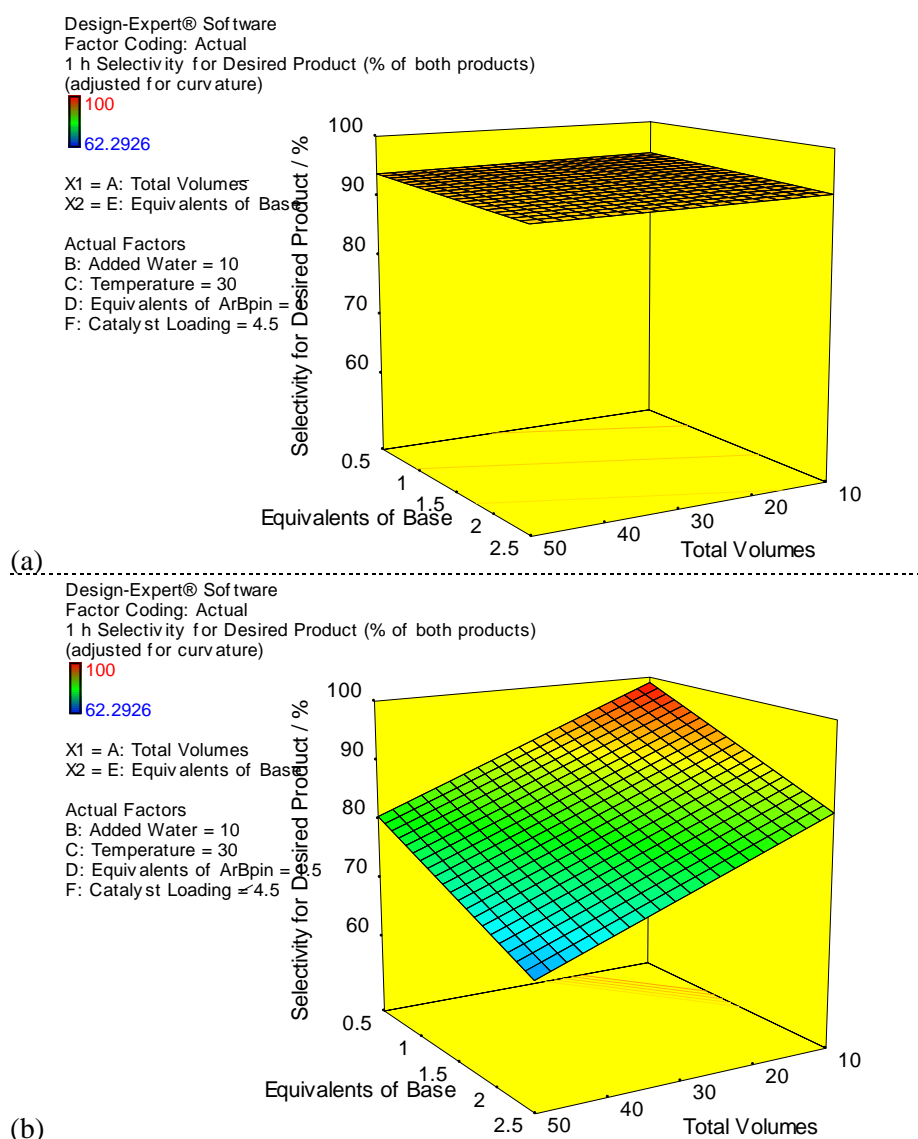 Design-Expert® Software
Factor Coding: Actual
1 h Selectivity for Desired Product (% of both products)
(adjusted for curvature)
100
62.2926
X1 = A: Total Volumes
X2 = E: Equivalents of Base
Actual Factors
B: Added Water = 10
C: Temperature = 30
D: Equivalents of ArBpin =
F: Catalyst Loading = 4.5
Selectivity for Desired Product / %
100
90
80
70
60
0.5
1
1.5
2
2.5
Equivalents of Base
50
40
30
20
10
Total Volumes
(a)
Design-Expert® Software
Factor Coding: Actual
1 h Selectivity for Desired Product (% of both products)
(adjusted for curvature)
100
62.2926
X1 = A: Total Volumes
X2 = E: Equivalents of Base
Actual Factors
B: Added Water = 10
C: Temperature = 30
D: Equivalents of ArBpin = .5
F: Catalyst Loading = 4.5
Selectivity for Desired Product / %
100
90
80
70
60
0.5
1
1.5
2
2.5
Equivalents of Base
50
40
30
20
10
Total Volumes
(b)